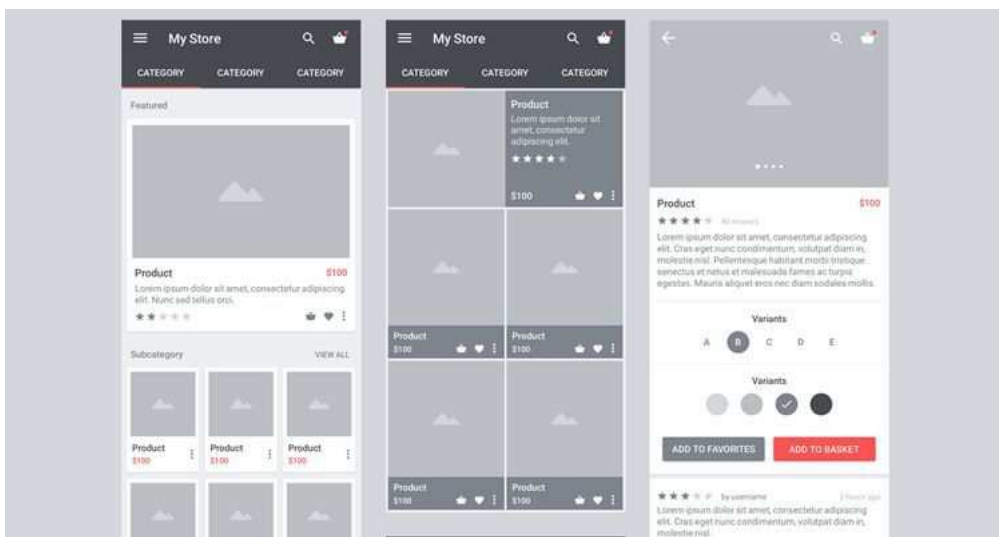 My Store
CATEGORY CATEGORY CATEGORY
Featured
Product $100
Lorem ipsum dolor sit amet, consectetur adipiscing
elit. Nunc sed tellus orci.
Subcategory VIEW ALL
Product Product Product
$100 $100 $100
My Store
CATEGORY CATEGORY CATEGORY
Product
Lorem ipsum dolor sit
amet, consectetur
adipiscing elit.
$100
Product Product
$100 $100
Product Product
$100 $100
Product $100
Lorem ipsum dolor sit amet, consectetur adipiscing
elit. Cras eget nunc condimentum, volutpat diam in,
molestie nisl. Pellentesque habitant morbi tristique
senectus et netus et malesuada fames ac turpis
egestas. Mauris aliquet eros nec diam sodales mollis.
Variants
A B C D E
Variants
ADD TO FAVORITES ADD TO BASKET
by username 2 hours ago
Lorem ipsum dolor sit amet, consectetur adipiscing
elit. Cras eget nunc condimentum, volutpat diam in,
molestie nisl.